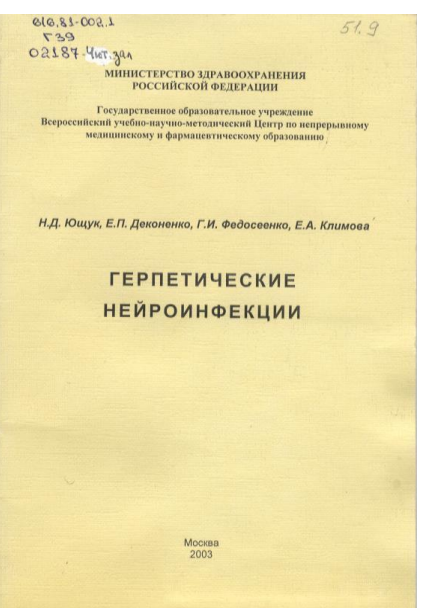 616.81-002.1
Г39
02187-Чит.зал
51.9
МИНИСТЕРСТВО ЗДРАВООХРАНЕНИЯ
РОССИЙСКОЙ ФЕДЕРАЦИИ
Государственное образовательное учреждение
Всероссийский учебно-научно-методический Центр по непрерывному
медицинскому и фармацевтическому образованию
Н.Д. Ющук, Е.П. Деконенко, Г.И. Федосеенко, Е.А. Климова
ГЕРПЕТИЧЕСКИЕ
НЕЙРОИНФЕКЦИИ
Москва
2003